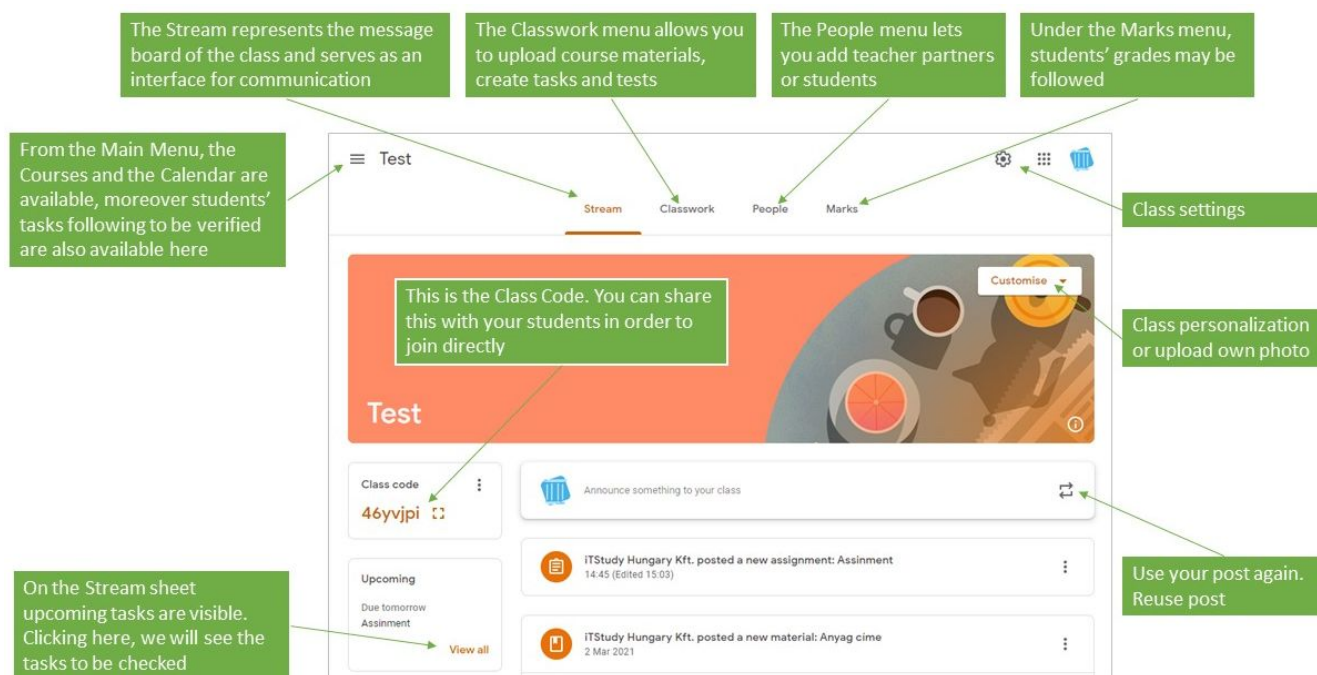 The Stream represents the message
board of the class and serves as an
interface for communication
The Classwork menu allows you
to upload course materials,
create tasks and tests
The People menu lets
you add teacher partners
or students
Under the Marks menu,
students' grades may be
followed
From the Main Menu, the
Courses and the Calendar are
available, moreover students'
tasks following to be verified
are also available here
Test
Stream
Classwork
People
Marks
Class settings
Customise
This is the Class Code. You can share
this with your students in order to
join directly
Class personalization
or upload own photo
Test
Class code
46yvjpi
Announce something to your class
iTStudy Hungary Kft. posted a new assignment: Assinment
14:45 (Edited 15:03)
Use your post again.
Reuse post
Upcoming
Due tomorrow
Assinment
View all
On the Stream sheet
upcoming tasks are visible.
Clicking here, we will see the
tasks to be checked
iTStudy Hungary Kft. posted a new material: Anyag címe
2 Mar 2021